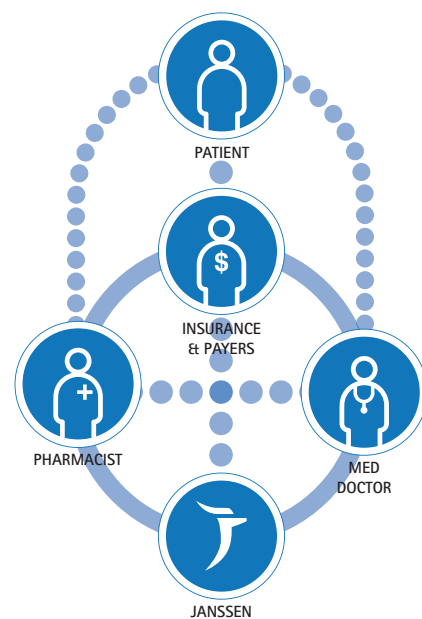 PATIENT
$
INSURANCE
& PAYERS
PHARMACIST
MED
DOCTOR
JANSSEN